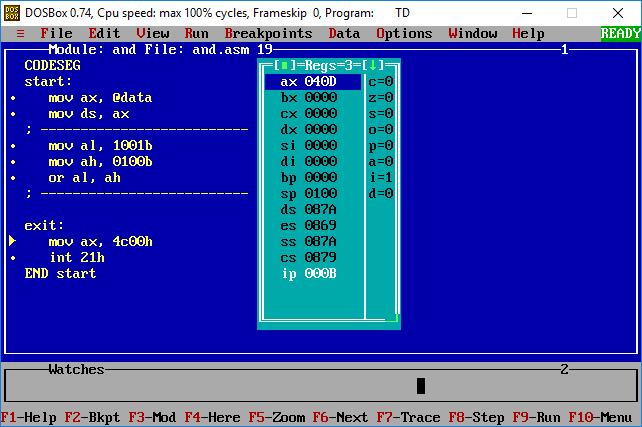 DOSBox 0.74, Cpu speed: max 100% cycles, Frameskip 0, Program: TD
≡ File Edit View Run Breakpoints Data Options Window Help READY
Module: and File: and.asm 19 1
CODESEG
start:
mov ax, @data
mov ds, ax
; --------------------------
mov al, 1001b
mov ah, 0100b
or al, ah
; --------------------------
exit:
mov ax, 4c00h
int 21h
END start
[■]=Regs=3=[↓]
ax 040D c=0
bx 0000 z=0
cx 0000 s=0
dx 0000 o=0
si 0000 p=0
di 0000 a=0
bp 0000 i=1
sp 0100 d=0
ds 087A
es 0869
ss 087A
cs 0879
ip 000B
Watches 2
F1-Help F2-Bkpt F3-Mod F4-Here F5-Zoom F6-Next F7-Trace F8-Step F9-Run F10-Menu